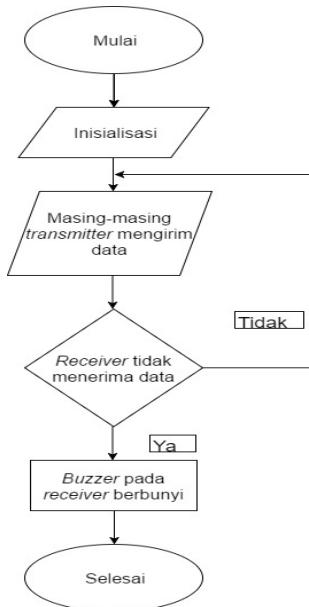 Mulai
Inisialisasi
Masing-masing
transmitter mengirim
data
Tidak
Receiver tidak
menerima data
Ya
Buzzer pada
receiver berbunyi
Selesai